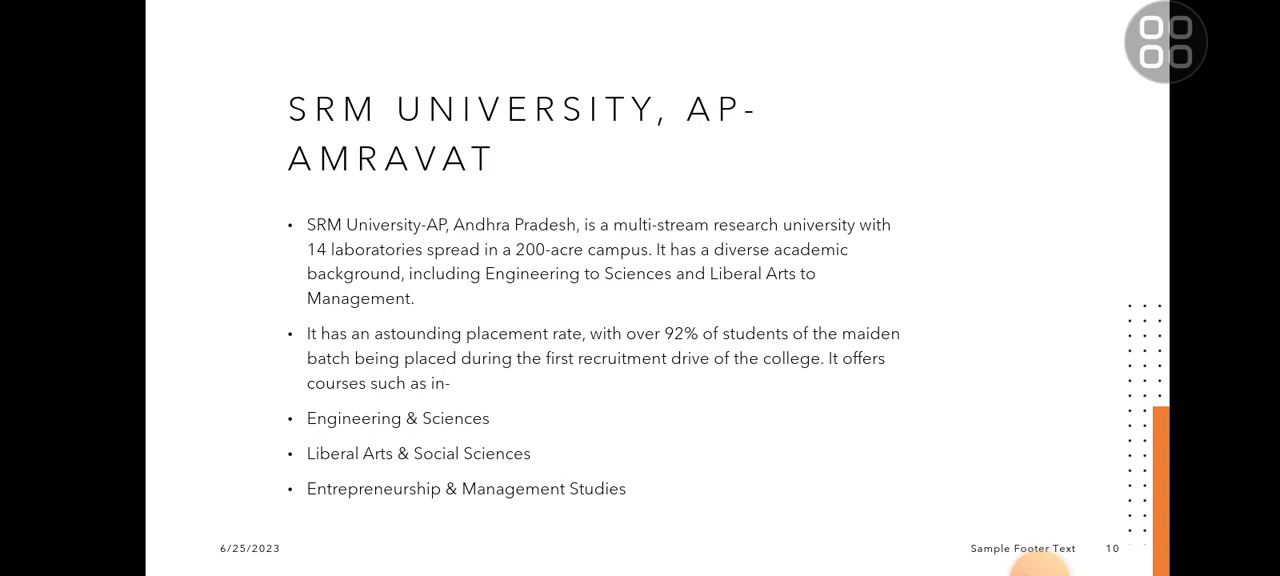 SRM UNIVERSITY, AP-
AMRAVAT
• SRM University-AP, Andhra Pradesh, is a multi-stream research university with
14 laboratories spread in a 200-acre campus. It has a diverse academic
background, including Engineering to Sciences and Liberal Arts to
Management.
• It has an astounding placement rate, with over 92% of students of the maiden
batch being placed during the first recruitment drive of the college. It offers
courses such as in-
• Engineering & Sciences
• Liberal Arts & Social Sciences
• Entrepreneurship & Management Studies
6/25/2023 Sample Footer Text 10